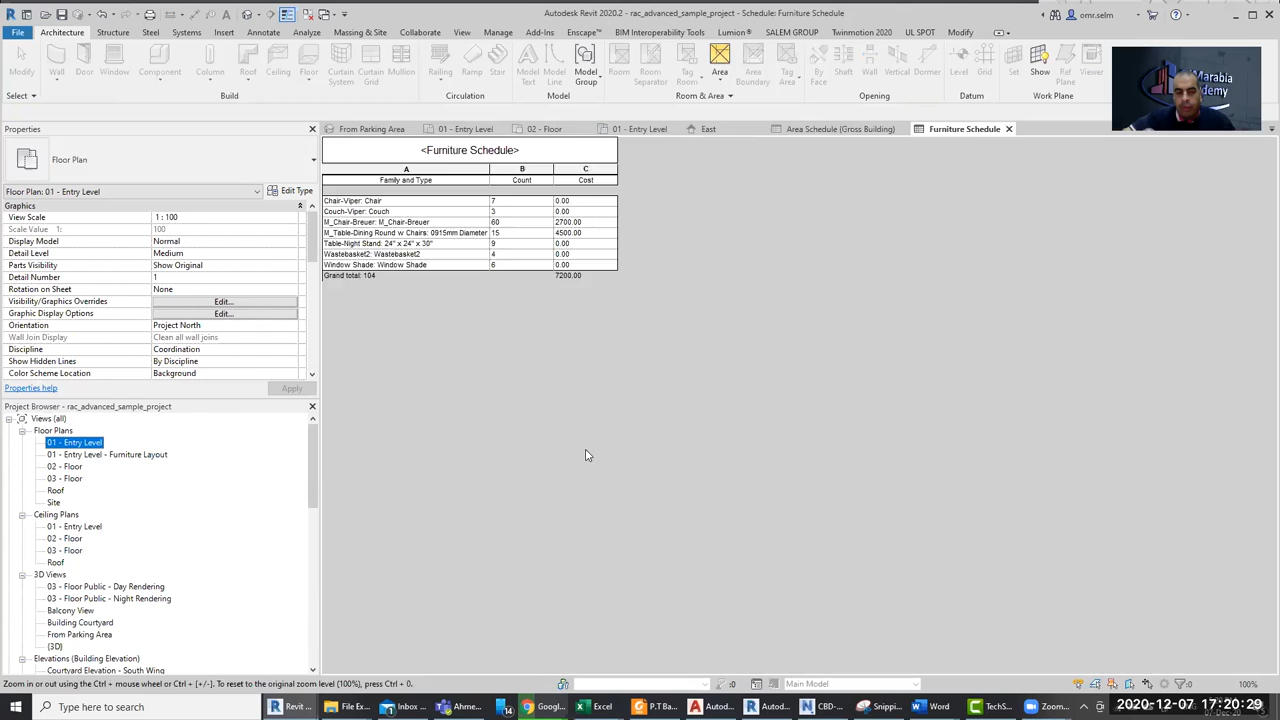 Autodesk Revit 2020.2 - rac_advanced_sample_project - Schedule: Furniture Schedule
omr.selm
File Architecture Structure Steel Systems Insert Annotate Analyze Massing & Site Collaborate View Manage Add-Ins Enscape™ BIM Interoperability Tools Lumion® SALEM GROUP Twinmotion 2020 UL SPOT Modify
Modify Wall Door Window Component Column Roof Ceiling Floor Curtain System Curtain Grid Mullion Railing Ramp Stair Model Text Model Line Model Group Room Room Separator Tag Room Area Area Boundary Tag Area By Face Shaft Wall Vertical Dormer Level Grid Set Show Ref Plane Viewer
Select Build Circulation Model Room & Area Opening Datum Work Plane
Marabia
Academy
Properties
From Parking Area 01 - Entry Level 02 - Floor 01 - Entry Level East Area Schedule (Gross Building) Furniture Schedule
Floor Plan
Floor Plan: 01 - Entry Level Edit Type
Graphics
View Scale 1 : 100
Scale Value 1: 100
Display Model Normal
Detail Level Medium
Parts Visibility Show Original
Detail Number 1
Rotation on Sheet None
Visibility/Graphics Overrides Edit...
Graphic Display Options Edit...
Orientation Project North
Wall Join Display Clean all wall joins
Discipline Coordination
Show Hidden Lines By Discipline
Color Scheme Location Background
Properties help Apply
<Furniture Schedule>
A B C
Family and Type Count Cost
Chair-Viper: Chair 7 0.00
Couch-Viper: Couch 3 0.00
M_Chair-Breuer: M_Chair-Breuer 60 2700.00
M_Table-Dining Round w Chairs: 0915mm Diameter 15 4500.00
Table-Night Stand: 24" x 24" x 30" 9 0.00
Wastebasket2: Wastebasket2 4 0.00
Window Shade: Window Shade 6 0.00
Grand total: 104 7200.00
Project Browser - rac_advanced_sample_project
Views (all)
Floor Plans
01 - Entry Level
01 - Entry Level - Furniture Layout
02 - Floor
03 - Floor
Roof
Site
Ceiling Plans
01 - Entry Level
02 - Floor
03 - Floor
Roof
3D Views
03 - Floor Public - Day Rendering
03 - Floor Public - Night Rendering
Balcony View
Building Courtyard
From Parking Area
{3D}
Elevations (Building Elevation)
Courtyard Elevation - South Wing
Zoom in or out using the Ctrl + mouse wheel or Ctrl + [+/-]. To reset to the original zoom level (100%), press Ctrl + 0. :0 Main Model :0 100%
Type here to search Revit ... File Ex... Inbox ... Ahme... 14 Googl... Excel P.T Ba... Autod... Autod... CBD-... Snippi... Word TechS... Zoom...
2020-12-07 17:20:29